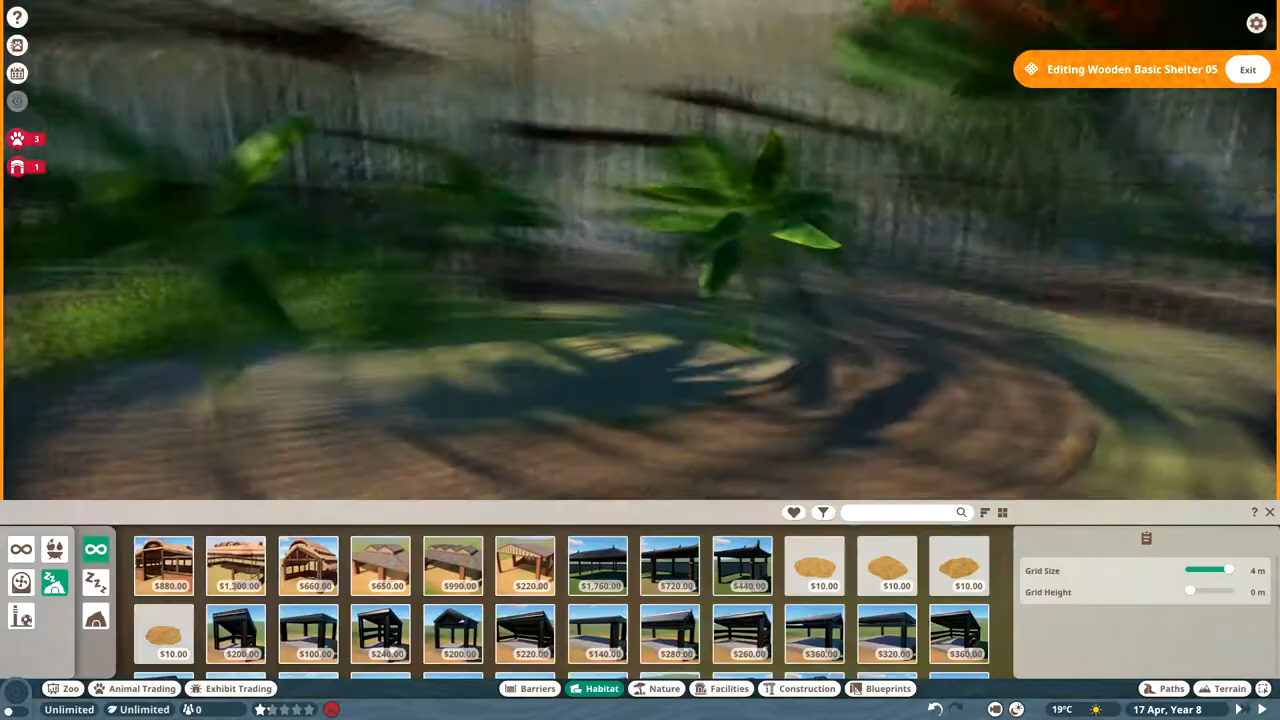 Editing Wooden Basic Shelter 05 Exit
3
1
? 
$880.00 $1,300.00 $660.00 $650.00 $990.00 $220.00 $1,760.00 $720.00 $440.00 $10.00 $10.00 $10.00
$10.00 $200.00 $100.00 $240.00 $200.00 $220.00 $140.00 $280.00 $260.00 $360.00 $320.00 $360.00
Grid Size 4 m
Grid Height 0 m
Zoo Animal Trading Exhibit Trading Barriers Habitat Nature Facilities Construction Blueprints Paths Terrain
Unlimited Unlimited 0 19°C 17 Apr, Year 8